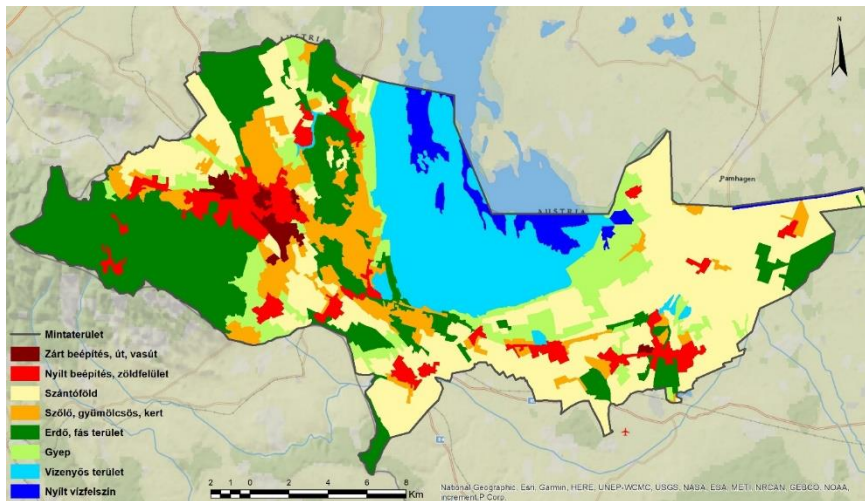 AUSTRIA
N
Pamhagen
AUSTRIA
Mintaterület
Zárt beépítés, út, vasút
Nyílt beépítés, zöldfelület
Szántóföld
Szőlő, gyümölcsös, kert
Erdő, fás terület
Gyep
Vizenyős terület
Nyílt vízfelszín
2 1 0 2 4 6 8
Km
National Geographic, Esri, Garmin, HERE, UNEP-WCMC, USGS, NASA, ESA, METI, NRCAN, GEBCO, NOAA,
increment P Corp.